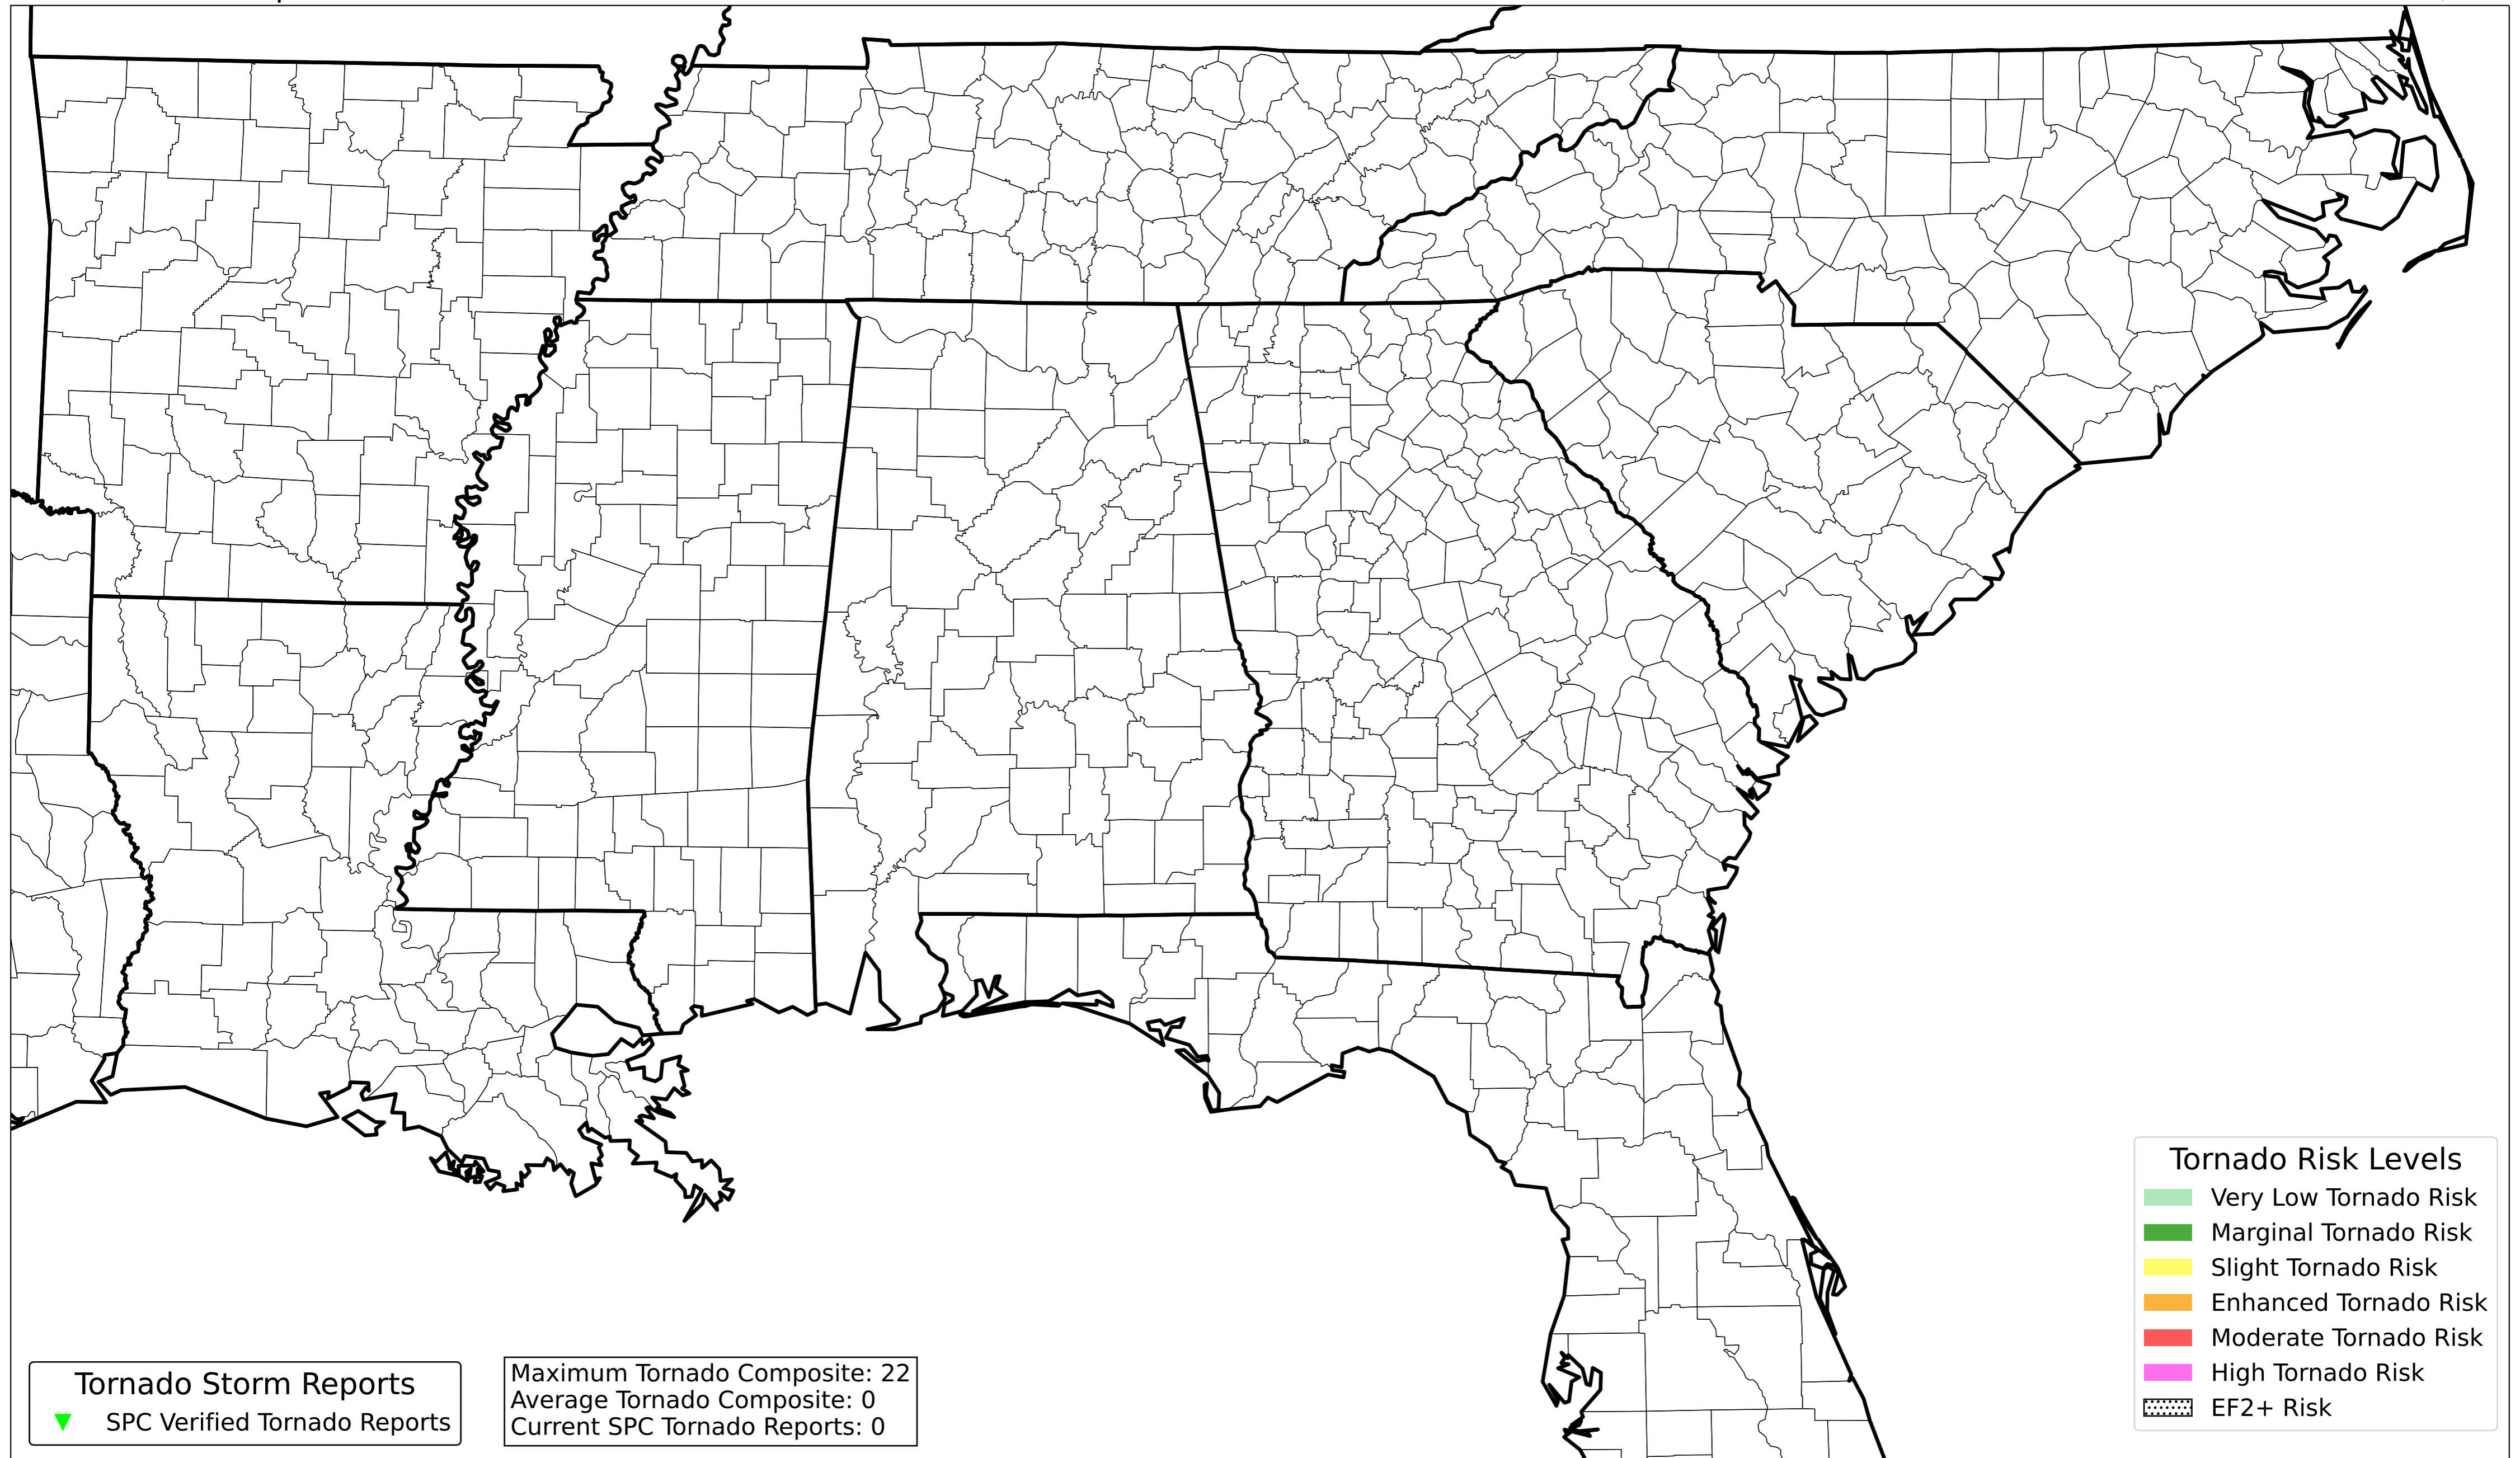 Tornado Risk Levels
Very Low Tornado Risk
Marginal Tornado Risk
Slight Tornado Risk
Enhanced Tornado Risk
Moderate Tornado Risk
High Tornado Risk
EF2+ Risk
Tornado Storm Reports
SPC Verified Tornado Reports
Maximum Tornado Composite: 22
Average Tornado Composite: 0
Current SPC Tornado Reports: 0